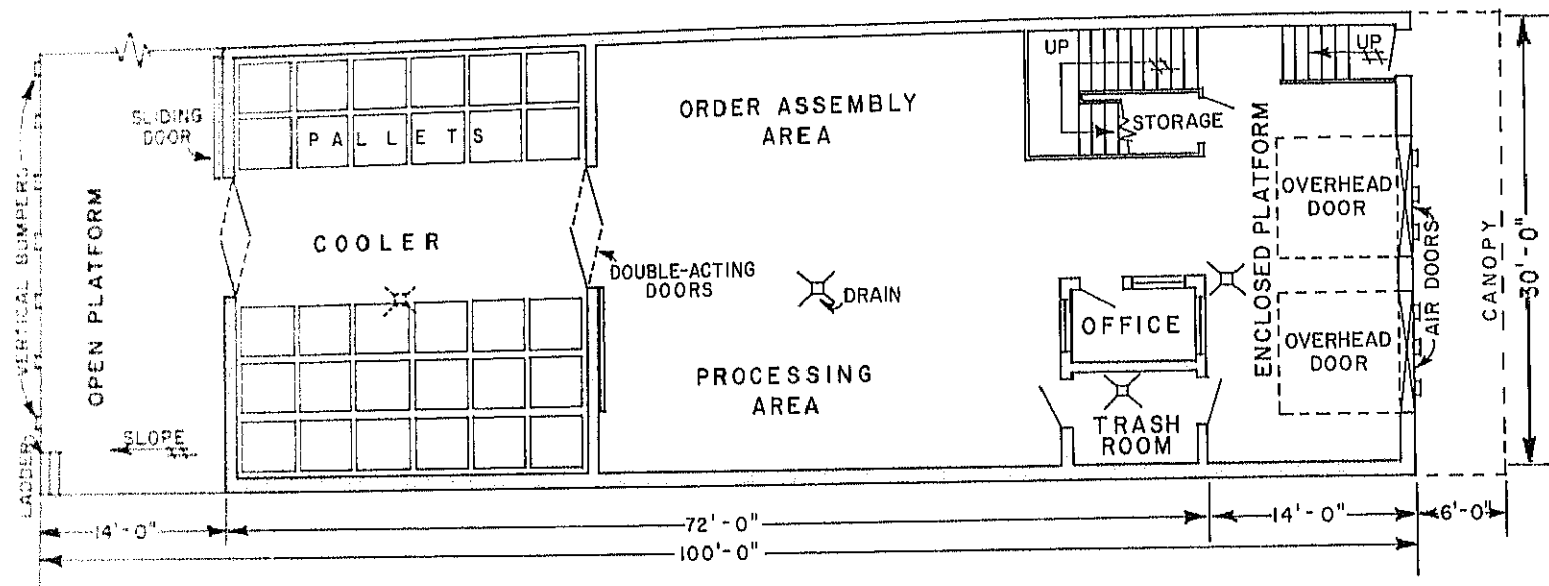 UP
UP
SLIDING
DOOR
ORDER ASSEMBLY
AREA
STORAGE
PALLETS
VERTICAL BUMPERS
OPEN PLATFORM
COOLER
DOUBLE-ACTING
DOORS
DRAIN
ENCLOSED PLATFORM
OVERHEAD
DOOR
AIR DOORS
CANOPY
30'-0"
OFFICE
OVERHEAD
DOOR
PROCESSING
AREA
TRASH
ROOM
SLOPE
LADDER
14'-0"
72'-0"
14'-0"
6'-0"
100'-0"